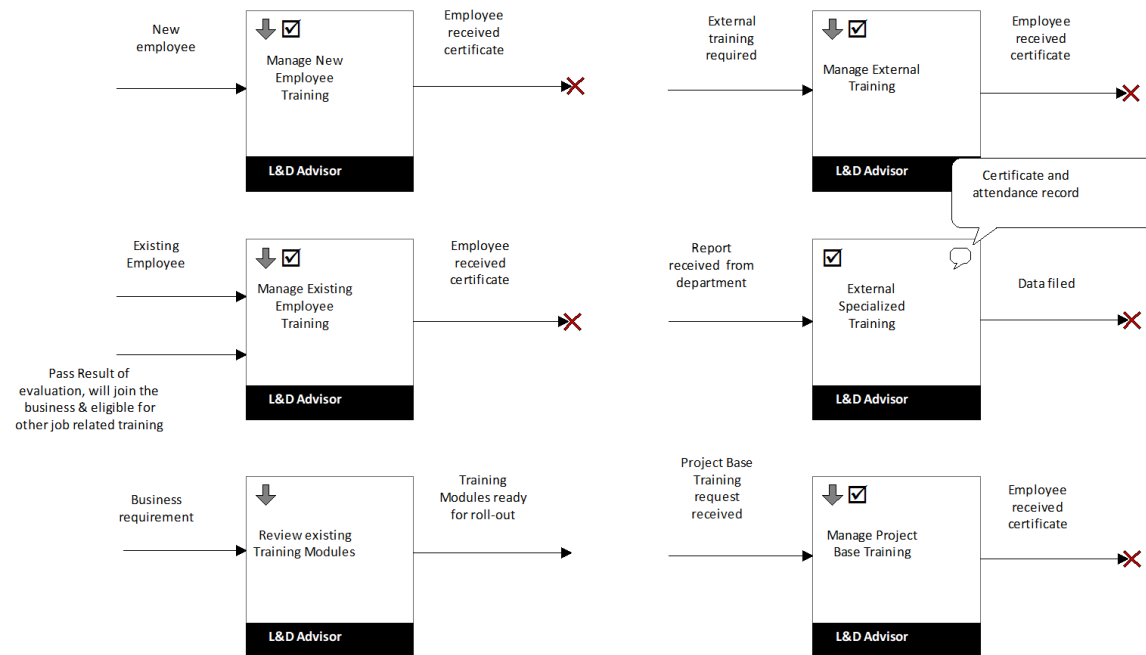 New
employee
Manage New
Employee
Training
L&D Advisor
Employee
received
certificate
External
training
required
Manage External
Training
L&D Advisor
Employee
received
certificate
Existing
Employee
Pass Result of
evaluation, will join the
business & eligible for
other job related training
Manage Existing
Employee
Training
L&D Advisor
Employee
received
certificate
Report
received from
department
External
Specialized
Training
L&D Advisor
Certificate and
attendance record
Data filed
Business
requirement
Review existing
Training Modules
L&D Advisor
Training
Modules ready
for roll-out
Project Base
Training
request
received
Manage Project
Base Training
L&D Advisor
Employee
received
certificate